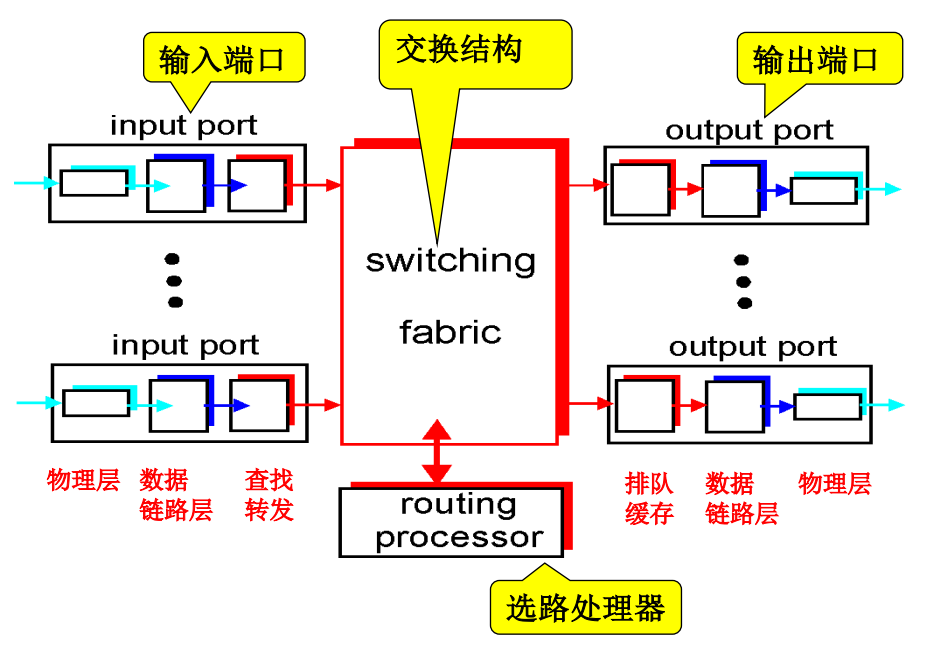 输入端口
交换结构
输出端口
input port
output port
switching
fabric
input port
output port
物理层
数据
链路层
查找
转发
排队
缓存
数据
链路层
物理层
routing
processor
选路处理器